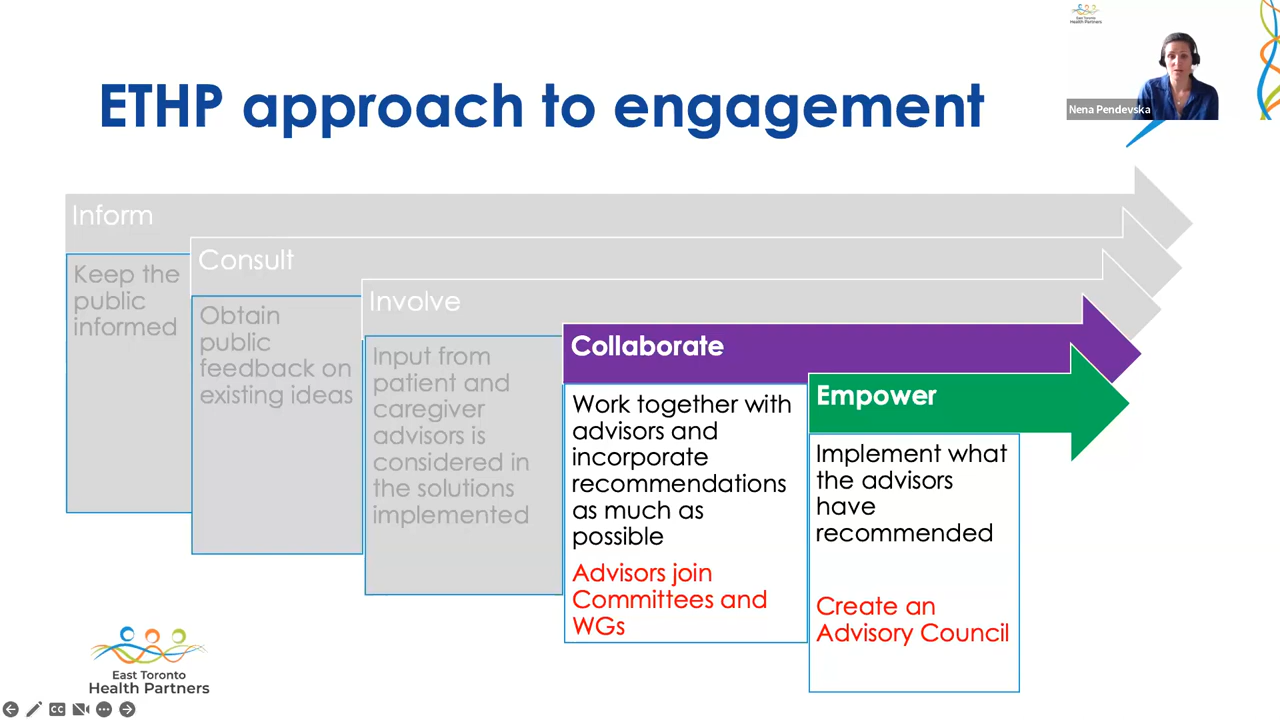 East Toronto
Health Partners
Nena Pendevska
ETHP approach to engagement
Inform
Keep the
public
informed
Consult
Obtain
public
feedback on
existing ideas
Involve
Input from
patient and
caregiver
advisors is
considered in
the solutions
implemented
Collaborate
Work together with
advisors and
incorporate
recommendations
as much as
possible
Advisors join
Committees and
WGs
Empower
Implement what
the advisors
have
recommended
Create an
Advisory Council
East Toronto
Health Partners
CC